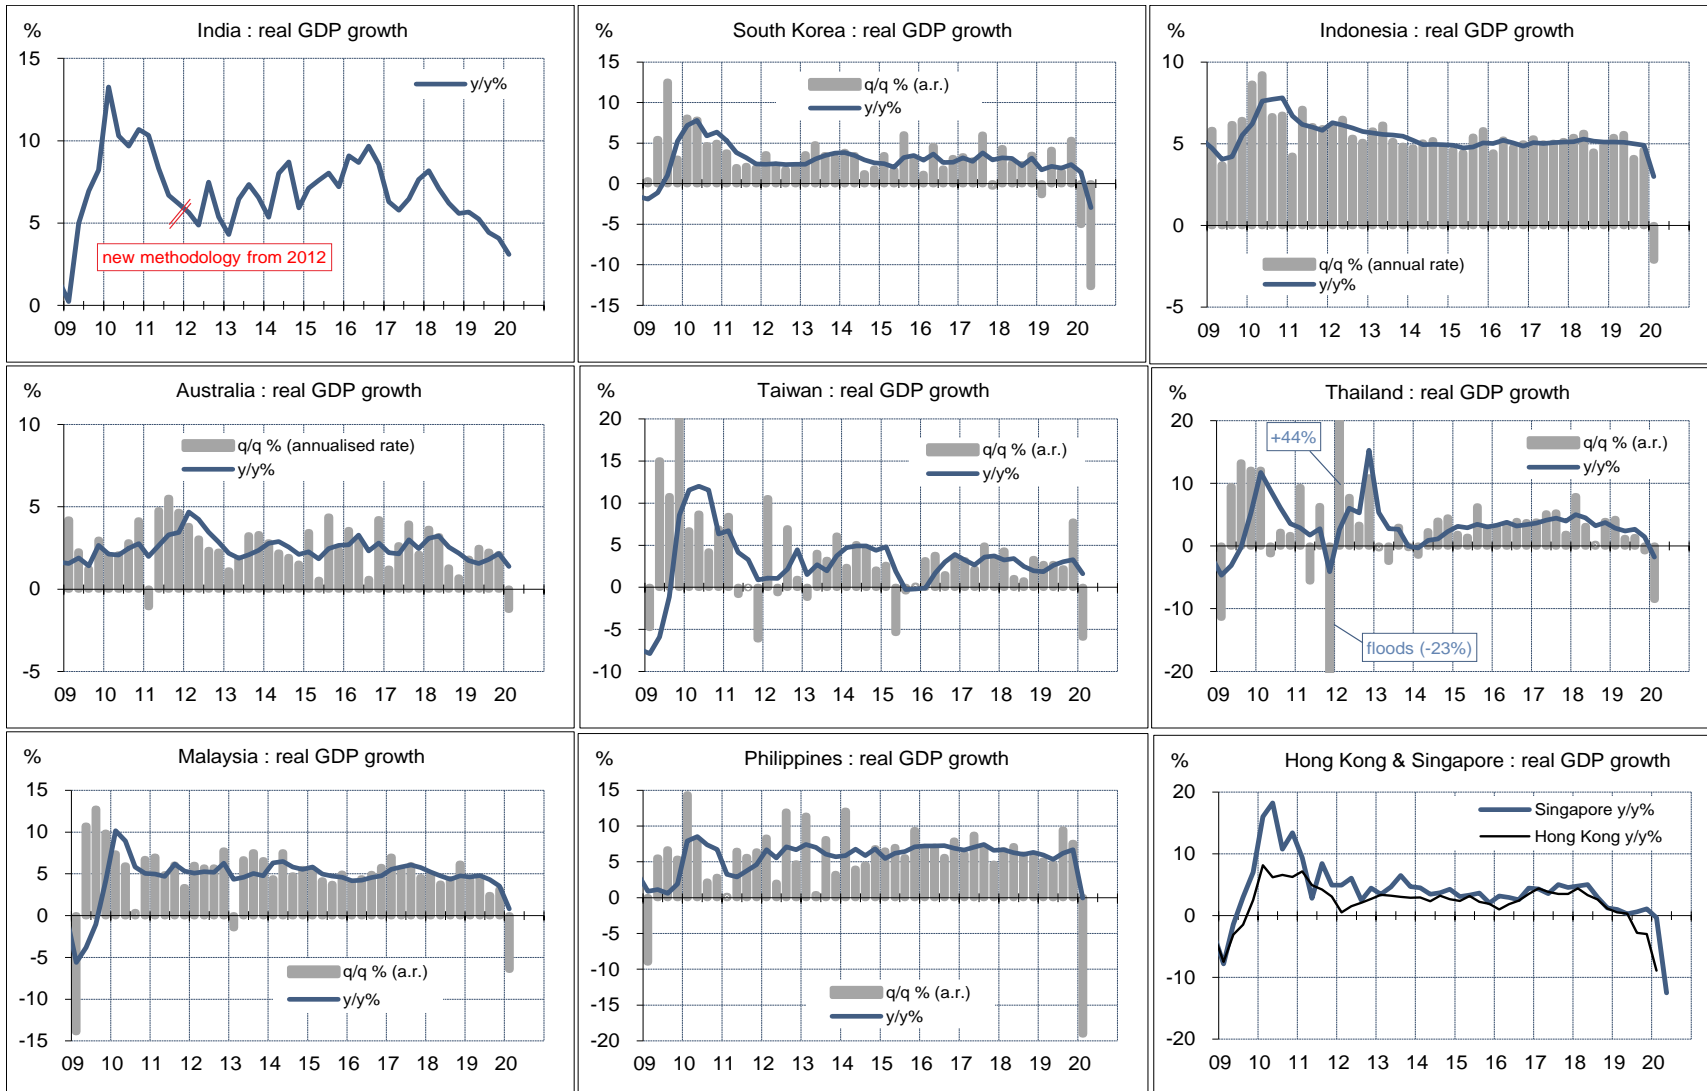 India : real GDP growth
%
y/y%
15
10
5
0
new methodology from 2012
09 10 11 12 13 14 15 16 17 18 19 20
South Korea : real GDP growth
%
q/q % (a.r.)
y/y%
15
10
5
0
-5
-10
-15
09 10 11 12 13 14 15 16 17 18 19 20
Indonesia : real GDP growth
%
10
5
0
-5
q/q % (annual rate)
y/y%
09 10 11 12 13 14 15 16 17 18 19 20
Australia : real GDP growth
%
q/q % (annualised rate)
y/y%
10
5
0
-5
09 10 11 12 13 14 15 16 17 18 19 20
Taiwan : real GDP growth
%
q/q % (a.r.)
y/y%
20
15
10
5
0
-5
-10
09 10 11 12 13 14 15 16 17 18 19 20
Thailand : real GDP growth
%
+44%
q/q % (a.r.)
y/y%
20
10
0
-10
-20
floods (-23%)
09 10 11 12 13 14 15 16 17 18 19 20
Malaysia : real GDP growth
%
15
10
5
0
-5
-10
-15
q/q % (a.r.)
y/y%
09 10 11 12 13 14 15 16 17 18 19 20
Philippines : real GDP growth
%
15
10
5
0
-5
-10
-15
-20
q/q % (a.r.)
y/y%
09 10 11 12 13 14 15 16 17 18 19 20
Hong Kong & Singapore : real GDP growth
%
Singapore y/y%
Hong Kong y/y%
20
10
0
-10
-20
09 10 11 12 13 14 15 16 17 18 19 20